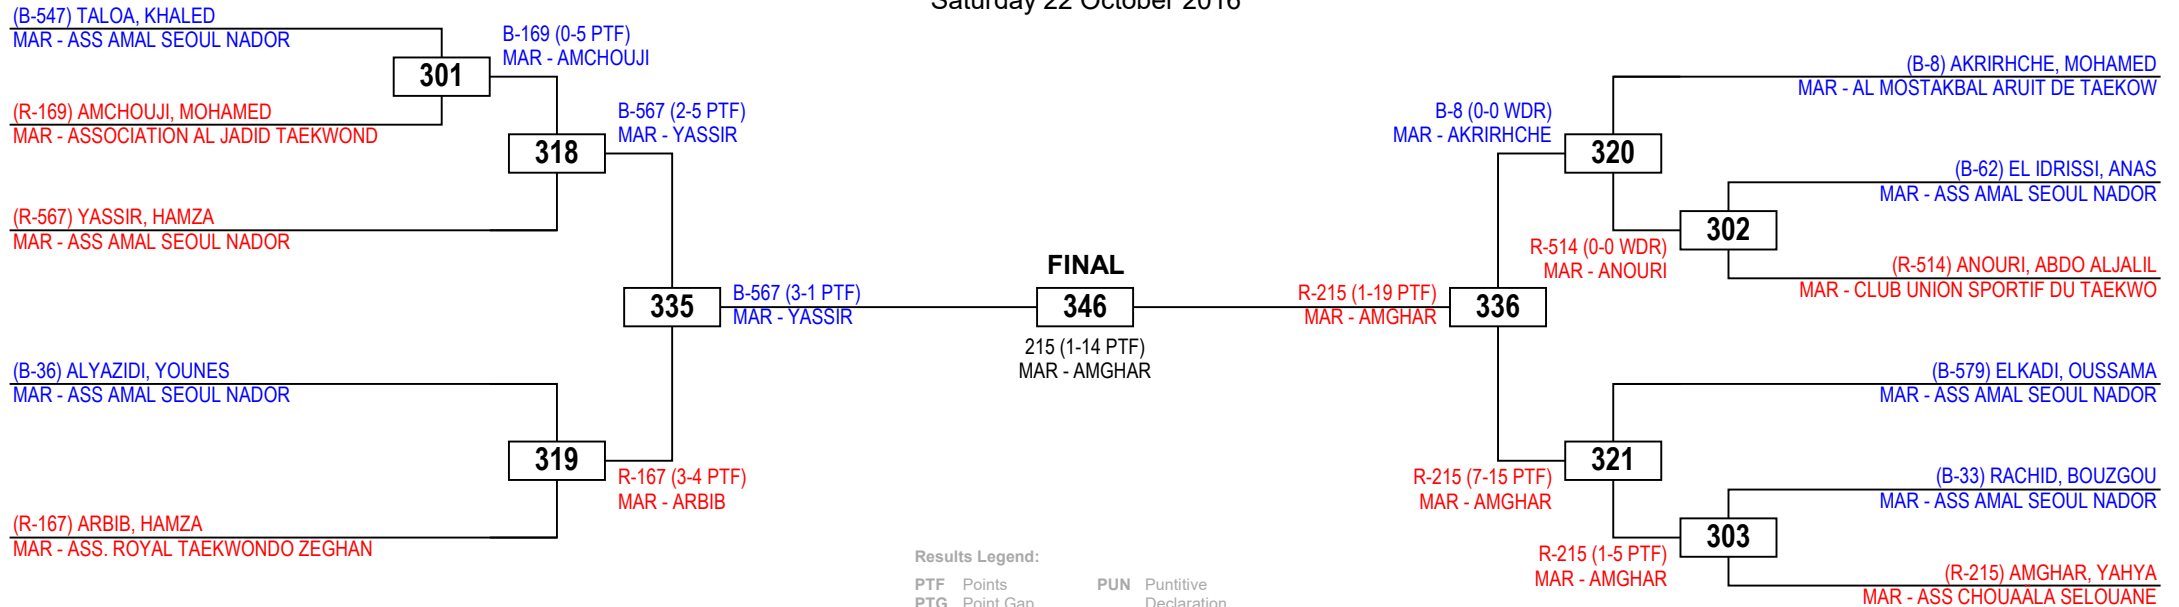 Saturday 22 October 2016
(B-547) TALOA, KHALED
MAR - ASS AMAL SEOUL NADOR
301
B-169 (0-5 PTF)
MAR - AMCHOUJI
(R-169) AMCHOUJI, MOHAMED
MAR - ASSOCIATION AL JADID TAEKWOND
318
B-567 (2-5 PTF)
MAR - YASSIR
(R-567) YASSIR, HAMZA
MAR - ASS AMAL SEOUL NADOR
335
B-567 (3-1 PTF)
MAR - YASSIR
(B-36) ALYAZIDI, YOUNES
MAR - ASS AMAL SEOUL NADOR
319
R-167 (3-4 PTF)
MAR - ARBIB
(R-167) ARBIB, HAMZA
MAR - ASS. ROYAL TAEKWONDO ZEGHAN
FINAL
346
215 (1-14 PTF)
MAR - AMGHAR
(B-8) AKRIRHCHE, MOHAMED
MAR - AL MOSTAKBAL ARUIT DE TAEKOW
B-8 (0-0 WDR)
MAR - AKRIRHCHE
320
(B-62) EL IDRISSI, ANAS
MAR - ASS AMAL SEOUL NADOR
302
R-514 (0-0 WDR)
MAR - ANOURI
(R-514) ANOURI, ABDO ALJALIL
MAR - CLUB UNION SPORTIF DU TAEKWO
R-215 (1-19 PTF)
MAR - AMGHAR
336
(B-579) ELKADI, OUSSAMA
MAR - ASS AMAL SEOUL NADOR
321
R-215 (7-15 PTF)
MAR - AMGHAR
(B-33) RACHID, BOUZGOU
MAR - ASS AMAL SEOUL NADOR
303
R-215 (1-5 PTF)
MAR - AMGHAR
(R-215) AMGHAR, YAHYA
MAR - ASS CHOUAALA SELOUANE
Results Legend:
PTF Points PUN Puntitive
PTG Point Gap Declaration